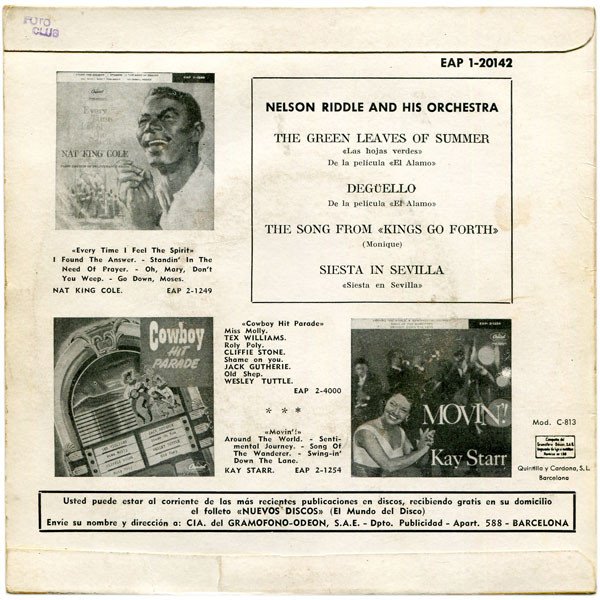 FOTO
CLUB
EAP 1-20142
NAT KING COLE
«Every Time I Feel The Spirit»
I Found The Answer. - Standin' In The
Need Of Prayer. - Oh, Mary, Don't
You Weep. - Go Down, Moses.
NAT KING COLE. EAP 2-1249
NELSON RIDDLE AND HIS ORCHESTRA
THE GREEN LEAVES OF SUMMER
«Las hojas verdes»
De la película «El Alamo»
DEGÜELLO
De la película «El Alamo»
THE SONG FROM «KINGS GO FORTH»
(Monique)
SIESTA IN SEVILLA
«Siesta en Sevilla»
Cowboy
HIT
PARADE
«Cowboy Hit Parade»
Miss Molly.
TEX WILLIAMS.
Roly Poly.
CLIFFIE STONE.
Shame on you.
JACK GUTHERIE.
Old Shep.
WESLEY TUTTLE.
EAP 2-4000
* * *
«Movin'!»
Around The World. - Senti-
mental Journey. - Song Of
The Wanderer. - Swing-in'
Down The Lane.
KAY STARR. EAP 2-1254
MOVIN'!
Kay Starr
Mod. C-813
Quintilla y Cardona, S.L.
Barcelona
Usted puede estar al corriente de las más recientes publicaciones en discos, recibiendo gratis en su domicilio
el folleto «NUEVOS DISCOS» (El Mundo del Disco)
Envíe su nombre y dirección a: CIA. del GRAMOFONO-ODEON, S.A.E. - Dpto. Publicidad - Apart. 588 - BARCELONA